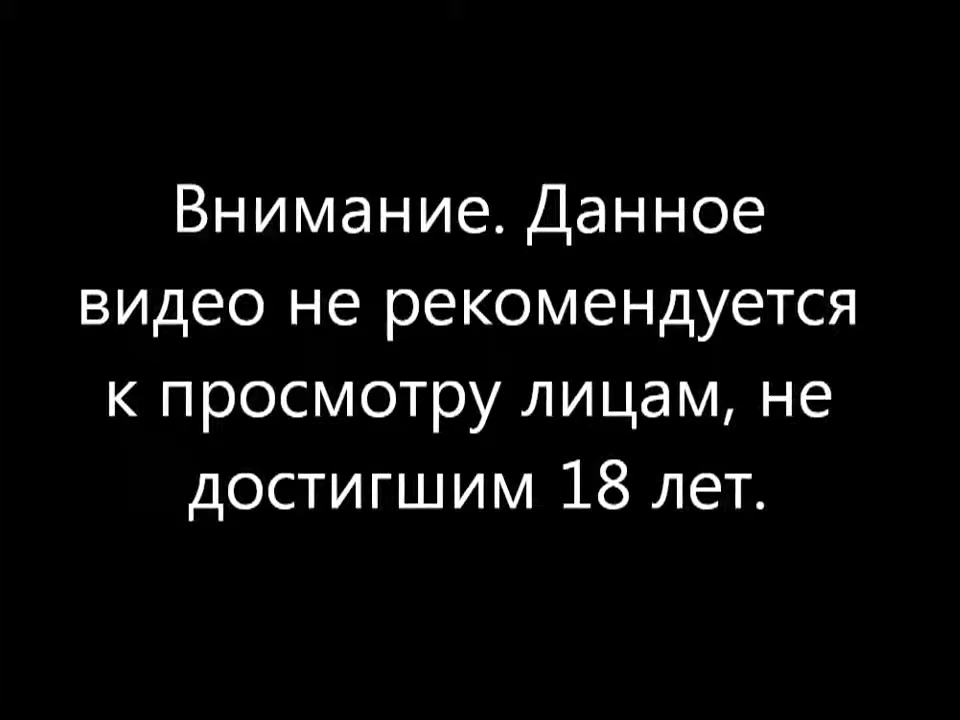 Внимание. Данное
видео не рекомендуется
к просмотру лицам, не
достигшим 18 лет.